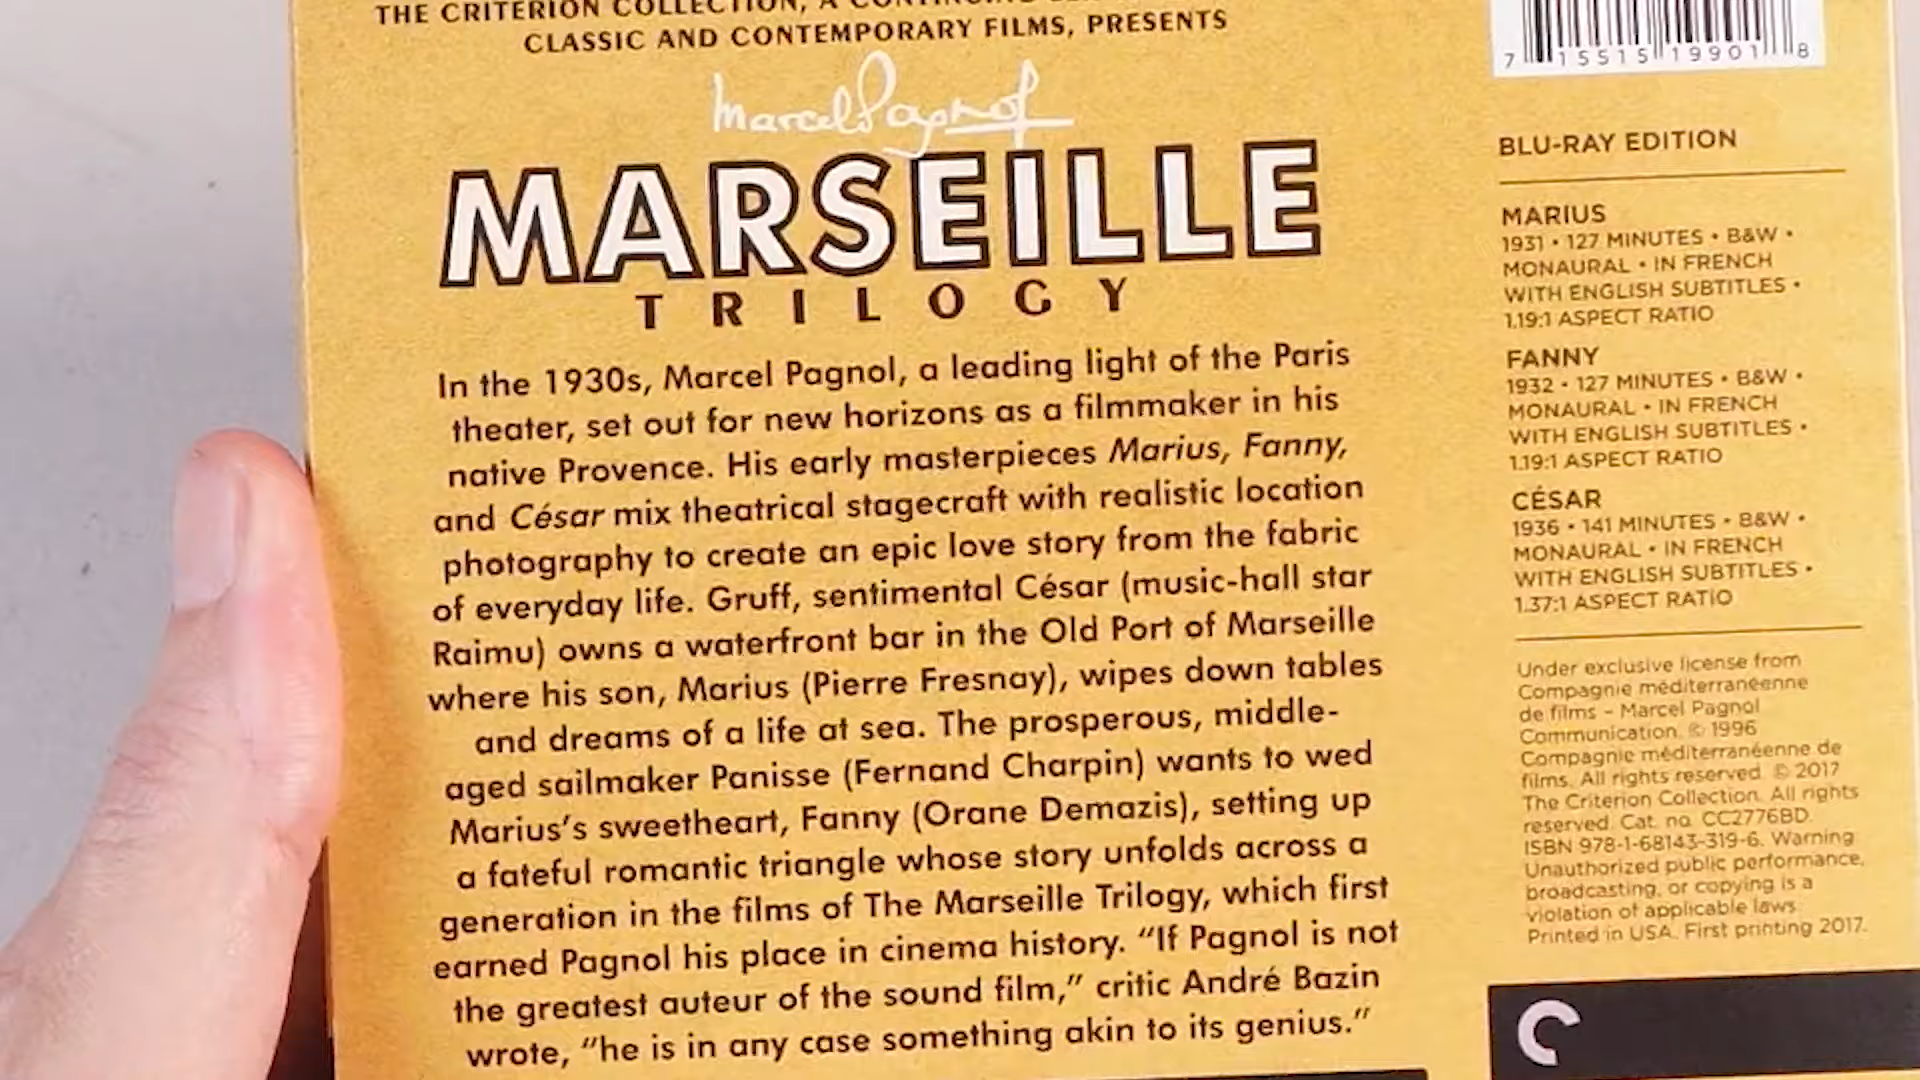 THE CRITERION COLLECTION, A
CLASSIC AND CONTEMPORARY FILMS, PRESENTS
Marcel Pagnol
MARSEILLE
TRILOGY
In the 1930s, Marcel Pagnol, a leading light of the Paris
theater, set out for new horizons as a filmmaker in his
native Provence. His early masterpieces Marius, Fanny,
and César mix theatrical stagecraft with realistic location
photography to create an epic love story from the fabric
of everyday life. Gruff, sentimental César (music-hall star
Raimu) owns a waterfront bar in the Old Port of Marseille
where his son, Marius (Pierre Fresnay), wipes down tables
and dreams of a life at sea. The prosperous, middle-
aged sailmaker Panisse (Fernand Charpin) wants to wed
Marius’s sweetheart, Fanny (Orane Demazis), setting up
a fateful romantic triangle whose story unfolds across a
generation in the films of The Marseille Trilogy, which first
earned Pagnol his place in cinema history. “If Pagnol is not
the greatest auteur of the sound film,” critic André Bazin
wrote, “he is in any case something akin to its genius.”
7 15515 19901 8
BLU-RAY EDITION
MARIUS
1931 • 127 MINUTES • B&W •
MONAURAL • IN FRENCH
WITH ENGLISH SUBTITLES •
1.19:1 ASPECT RATIO
FANNY
1932 • 127 MINUTES • B&W •
MONAURAL • IN FRENCH
WITH ENGLISH SUBTITLES •
1.19:1 ASPECT RATIO
CÉSAR
1936 • 141 MINUTES • B&W •
MONAURAL • IN FRENCH
WITH ENGLISH SUBTITLES •
1.37:1 ASPECT RATIO
Under exclusive license from
Compagnie méditerranéenne
de films – Marcel Pagnol
Communication. © 1996
Compagnie méditerranéenne de
films. All rights reserved. © 2017
The Criterion Collection. All rights
reserved. Cat. no. CC2776BD.
ISBN 978-1-68143-319-6. Warning
Unauthorized public performance,
broadcasting, or copying is a
violation of applicable laws.
Printed in USA. First printing 2017.